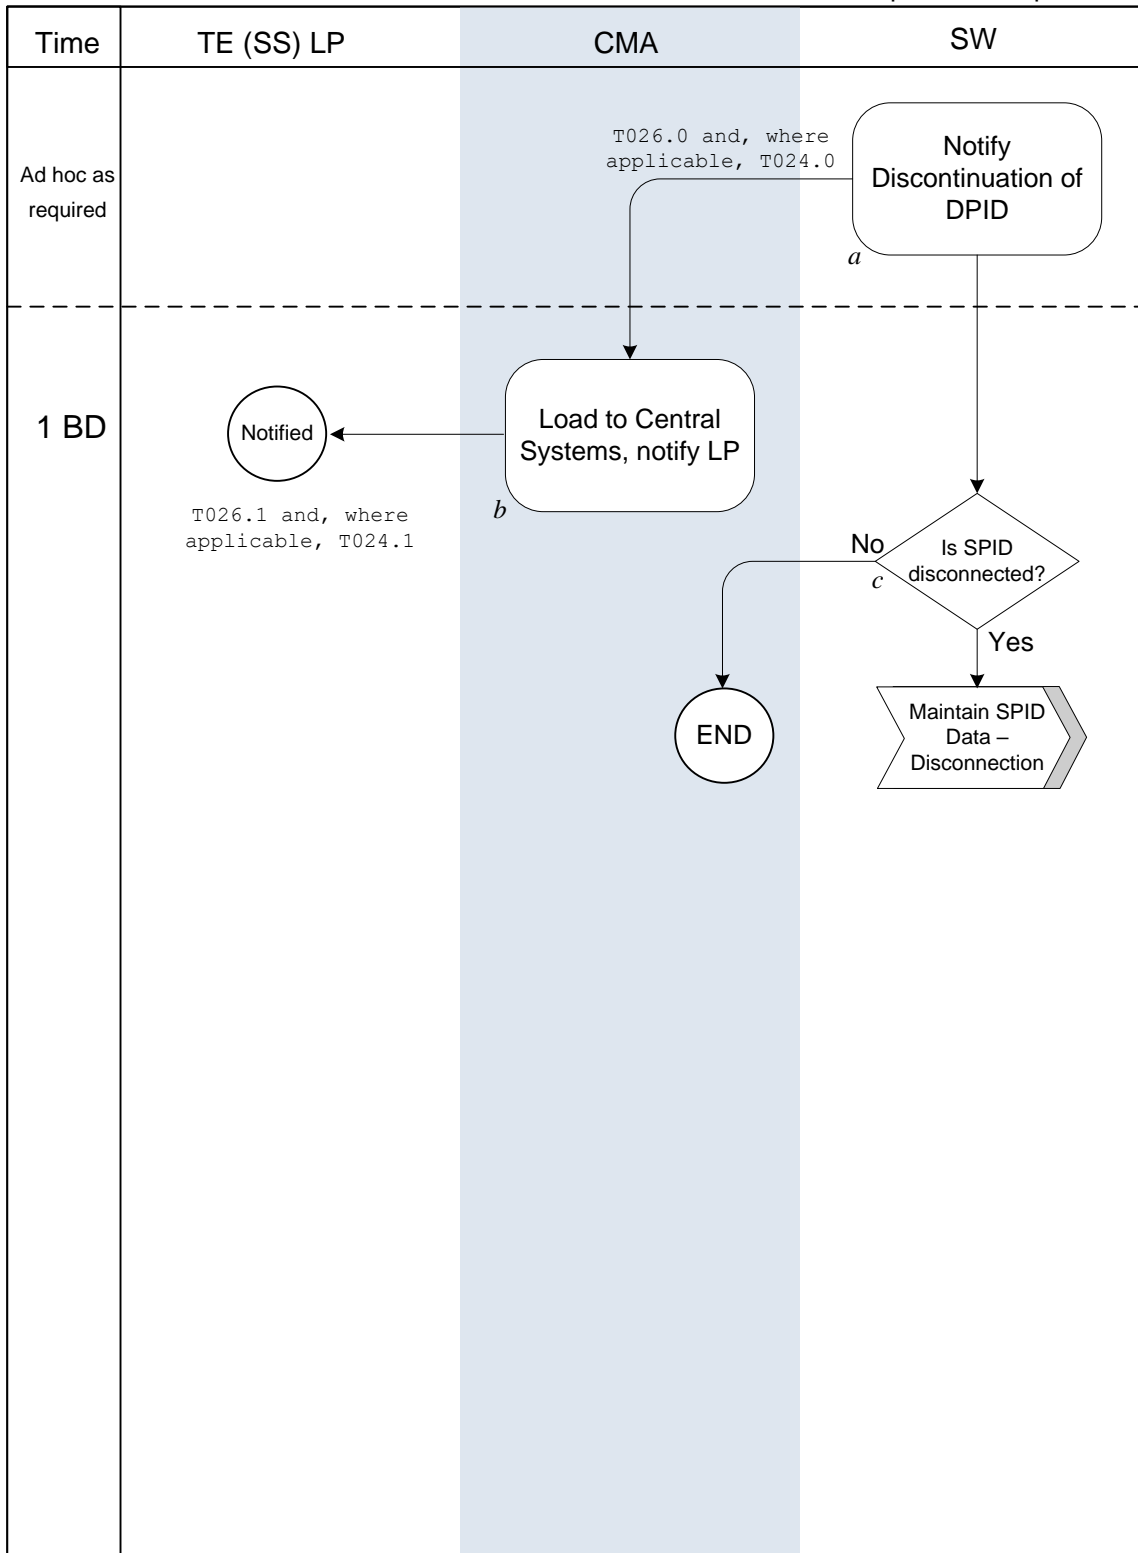 Time
TE (SS) LP
CMA
SW
Ad hoc as
required
T026.0 and, where
applicable, T024.0
Notify
Discontinuation of
DPID
a
1 BD
Notified
T026.1 and, where
applicable, T024.1
Load to Central
Systems, notify LP
b
No
Is SPID
disconnected?
c
Yes
END
Maintain SPID
Data –
Disconnection